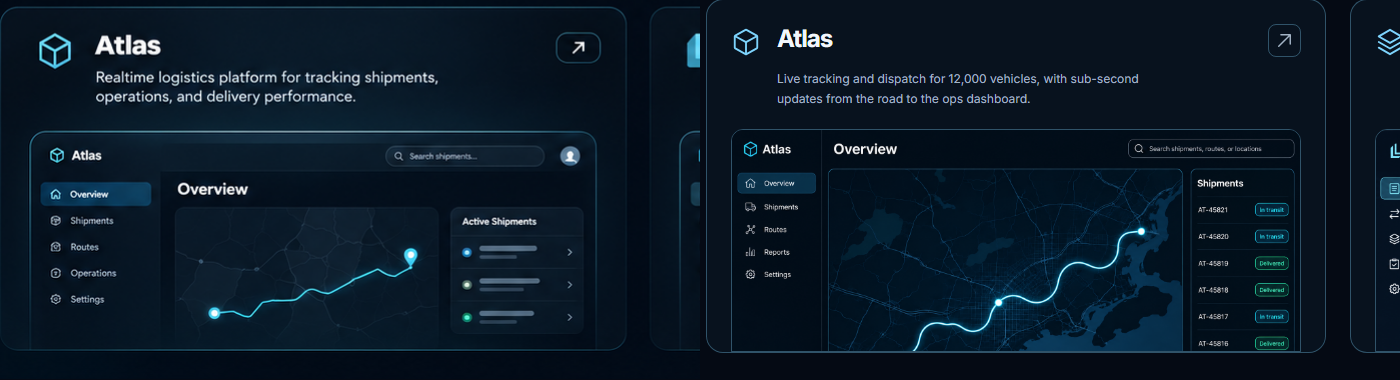 Atlas
Realtime logistics platform for tracking shipments,
operations, and delivery performance.
Atlas
Search shipments...
Overview
Overview
Shipments
Routes
Operations
Settings
Active Shipments
Atlas
Live tracking and dispatch for 12,000 vehicles, with sub-second
updates from the road to the ops dashboard.
Atlas
Overview
Search shipments, routes, or locations
Overview
Shipments
Routes
Reports
Settings
Shipments
AT-45821 In transit
AT-45820 In transit
AT-45819 Delivered
AT-45818 Delivered
AT-45817 In transit
AT-45816 Delivered